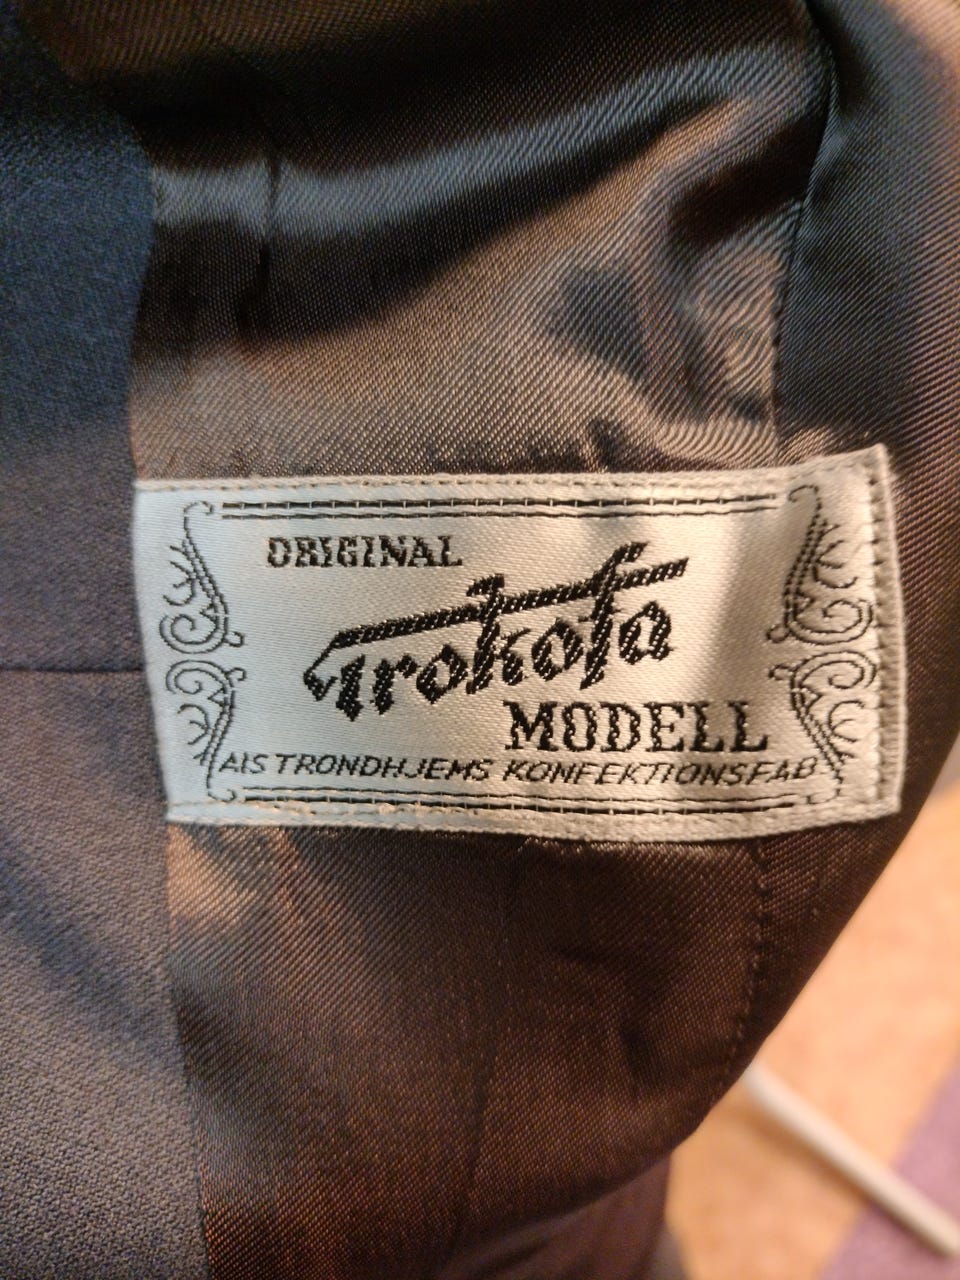 ORIGINAL
Trokofa
MODELL
A/S TRONDHJEMS KONFEKTIONSFAB